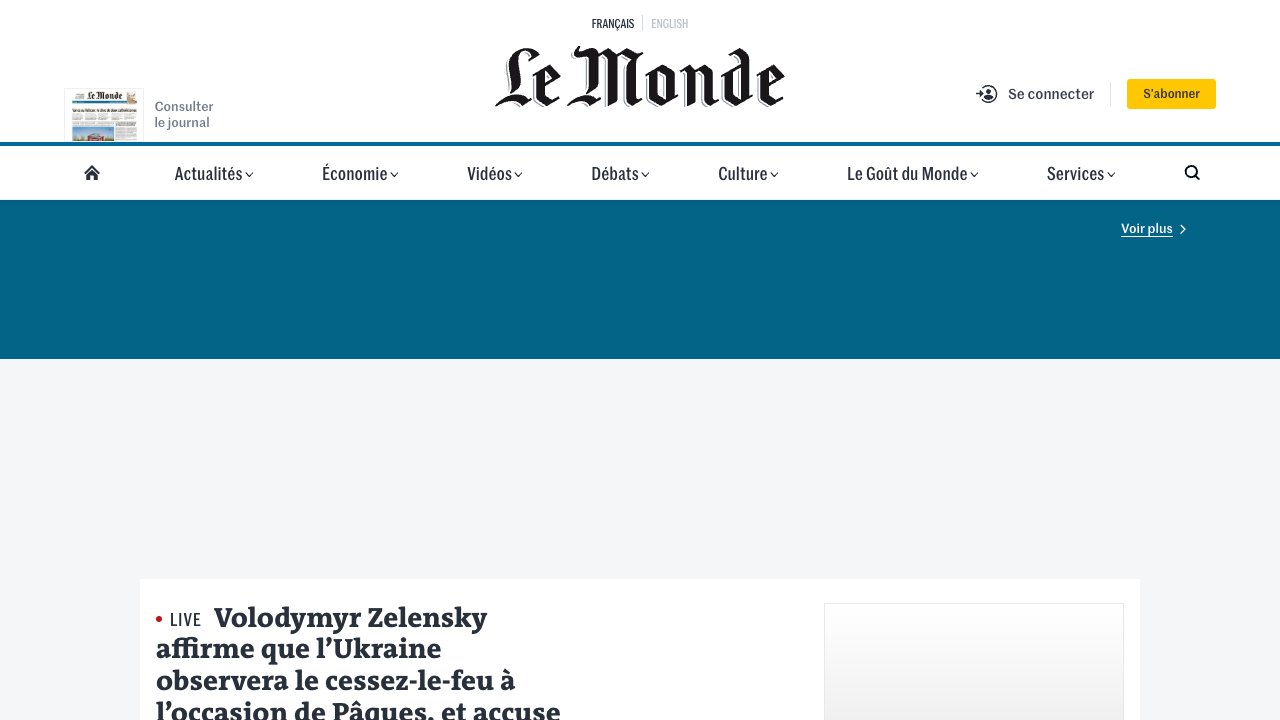 FRANÇAIS ENGLISH
Le Monde
Le Monde
Consulter
le journal
Se connecter
S'abonner
Actualités Économie Vidéos Débats Culture Le Goût du Monde Services
Voir plus
LIVE Volodymyr Zelensky
affirme que l’Ukraine
observera le cessez-le-feu à
l’occasion de Pâques, et accuse